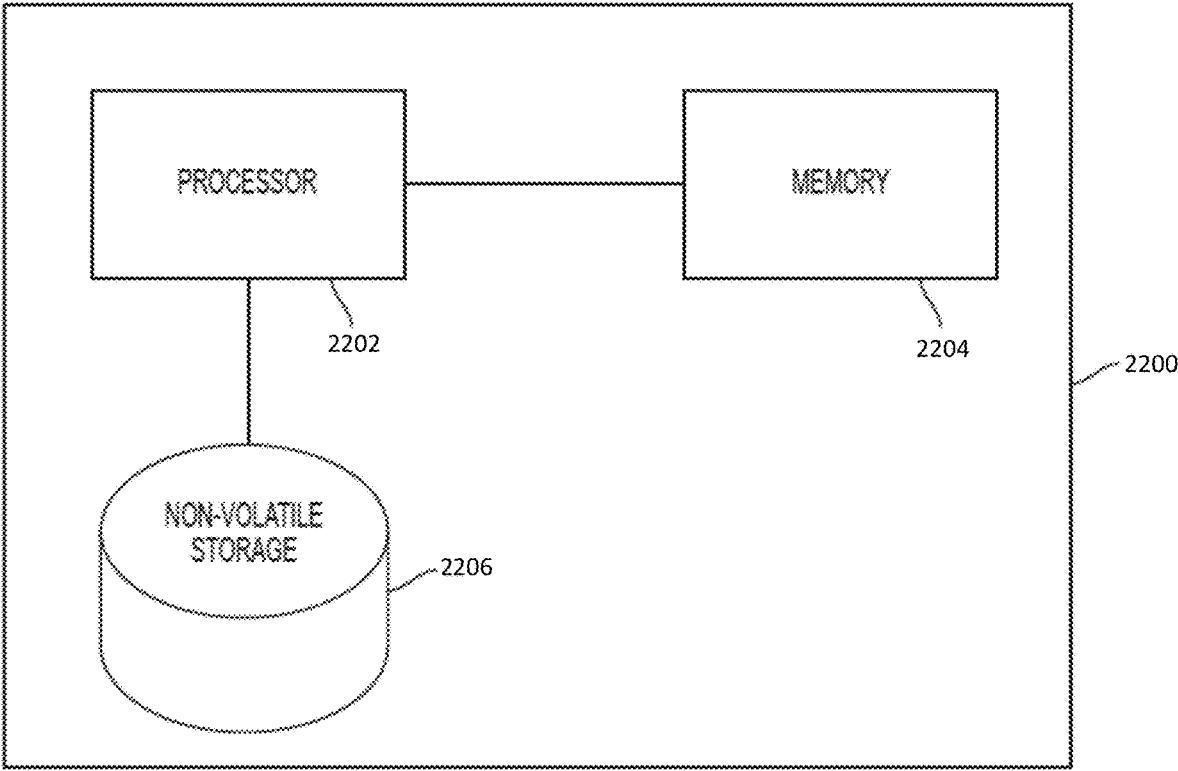 PROCESSOR
MEMORY
2202
2204
2200
NON-VOLATILE
STORAGE
2206